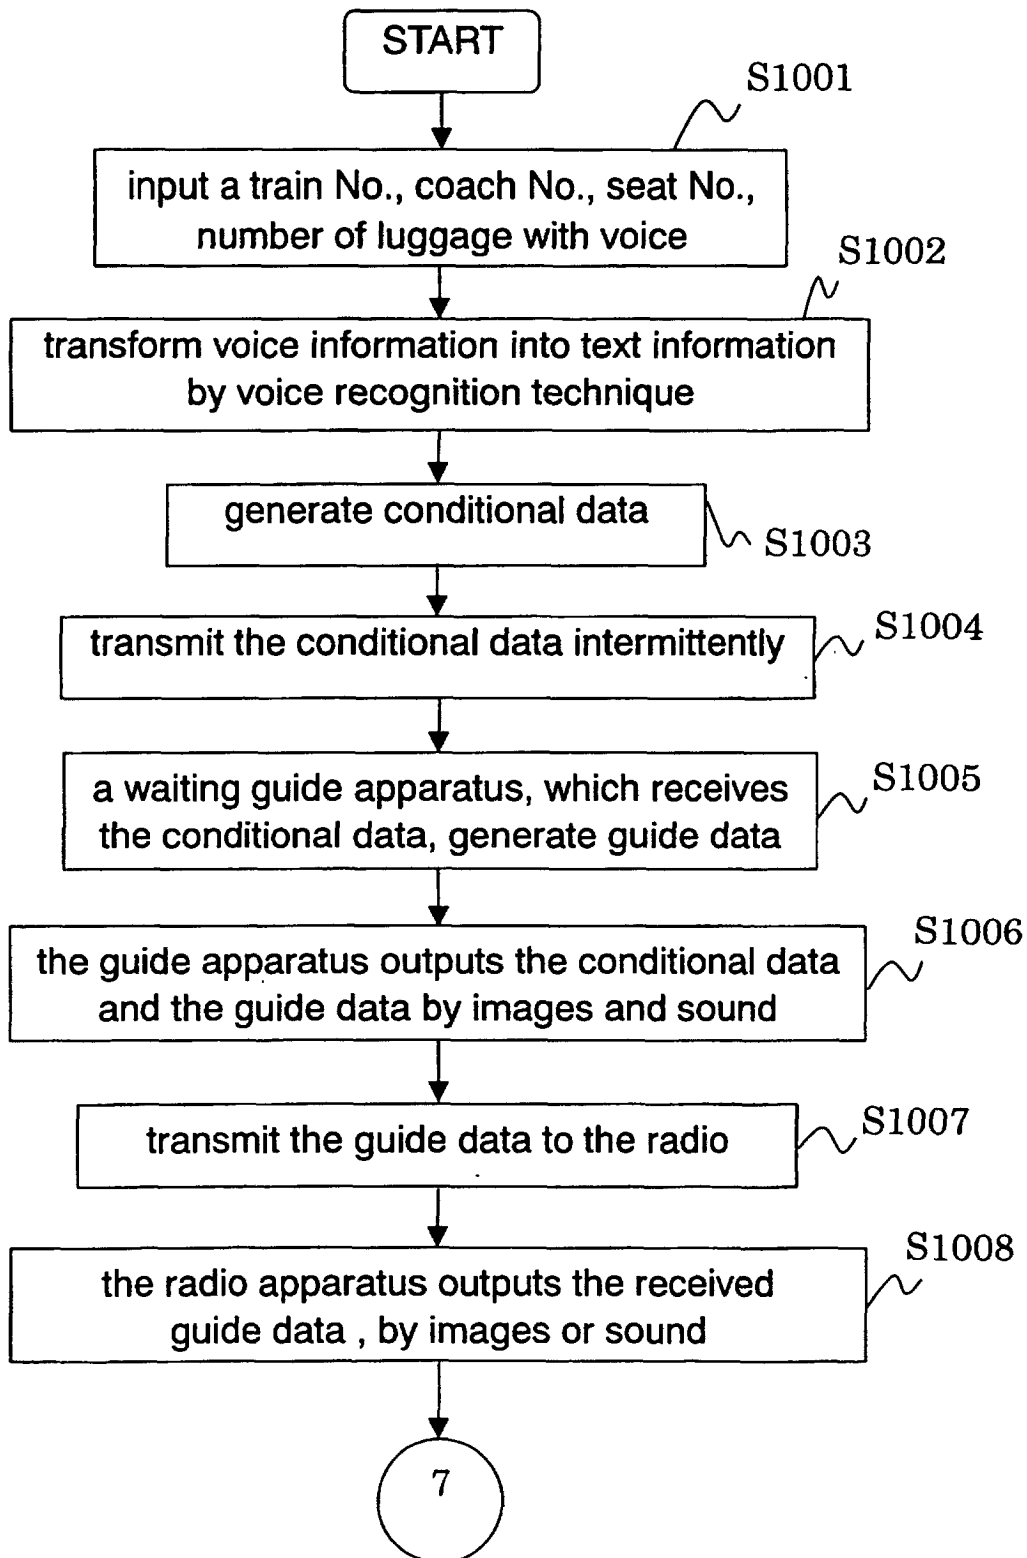 START
S1001
input a train No., coach No., seat No.,
number of luggage with voice
S1002
transform voice information into text information
by voice recognition technique
generate conditional data
S1003
transmit the conditional data intermittently
S1004
a waiting guide apparatus, which receives
the conditional data, generate guide data
S1005
the guide apparatus outputs the conditional data
and the guide data by images and sound
S1006
transmit the guide data to the radio
S1007
the radio apparatus outputs the received
guide data , by images or sound
S1008
7